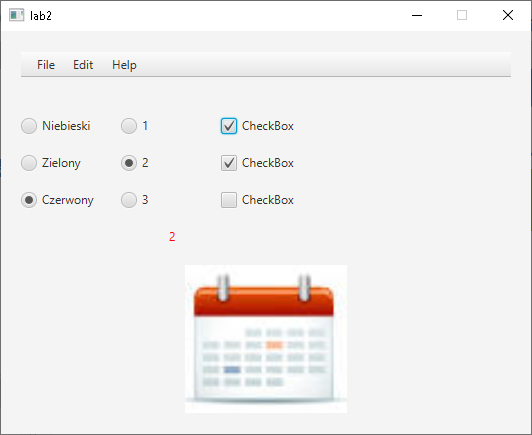 lab2
File Edit Help
Niebieski 1 CheckBox
Zielony 2 CheckBox
Czerwony 3 CheckBox
2